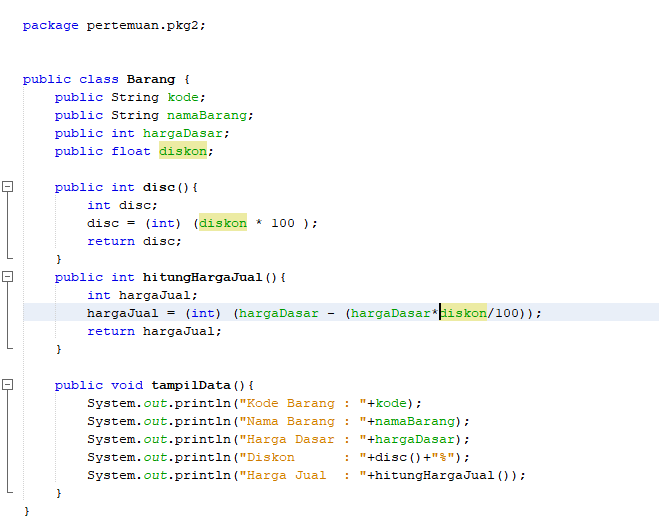 package pertemuan.pkg2;
public class Barang {
    public String kode;
    public String namaBarang;
    public int hargaDasar;
    public float diskon;
    public int disc(){
        int disc;
        disc = (int) (diskon * 100 );
        return disc;
    }
    public int hitungHargaJual(){
        int hargaJual;
        hargaJual = (int) (hargaDasar - (hargaDasar*diskon/100));
        return hargaJual;
    }
    public void tampilData(){
        System.out.println("Kode Barang : "+kode);
        System.out.println("Nama Barang : "+namaBarang);
        System.out.println("Harga Dasar : "+hargaDasar);
        System.out.println("Diskon      : "+disc()+"%");
        System.out.println("Harga Jual  : "+hitungHargaJual());
    }
}